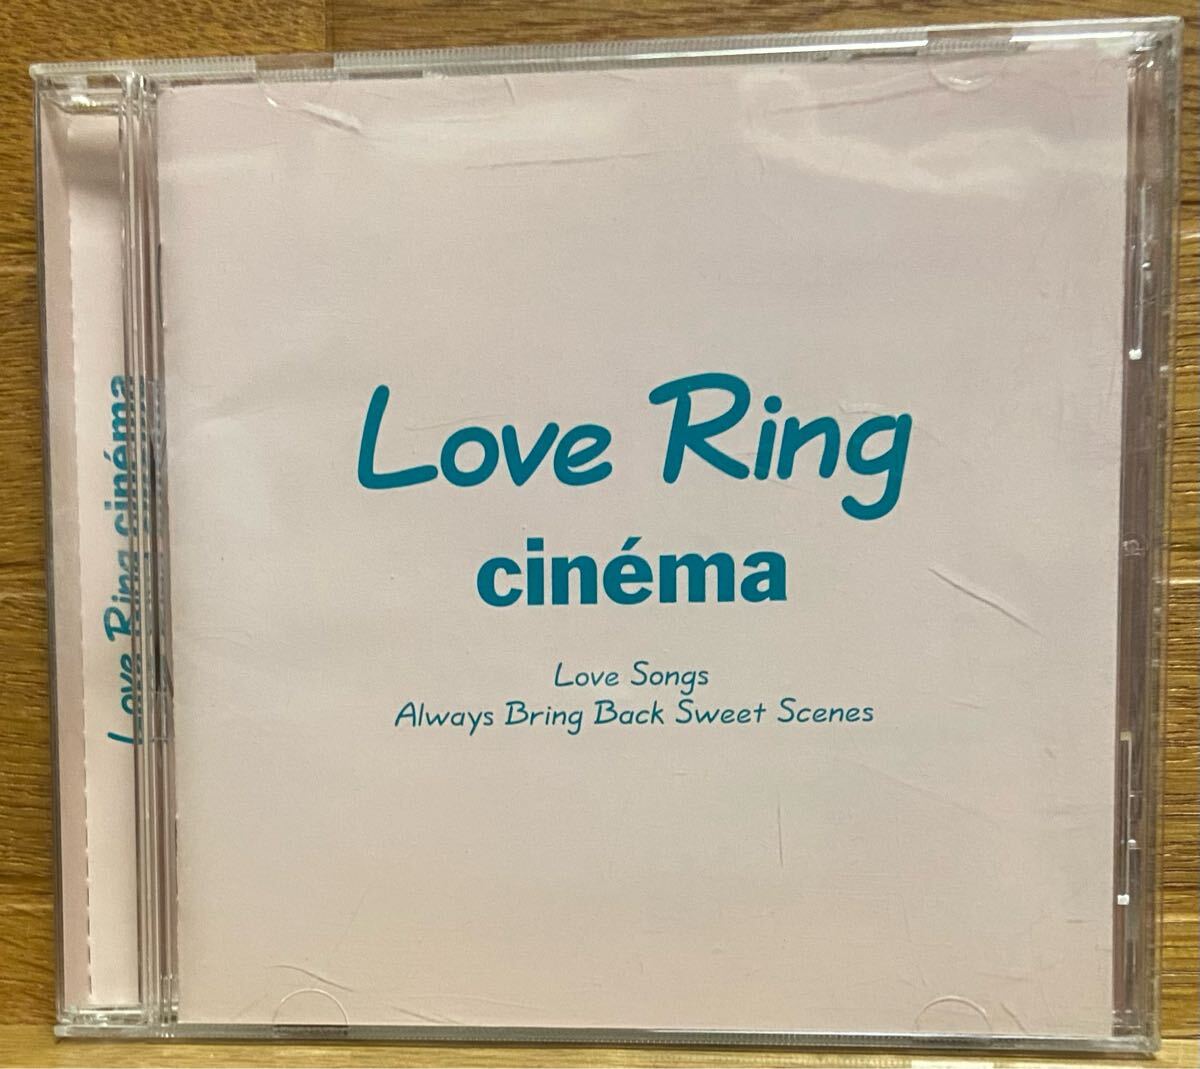 Love Ring
cinéma
Love Songs
Always Bring Back Sweet Scenes
Love Ring cinéma